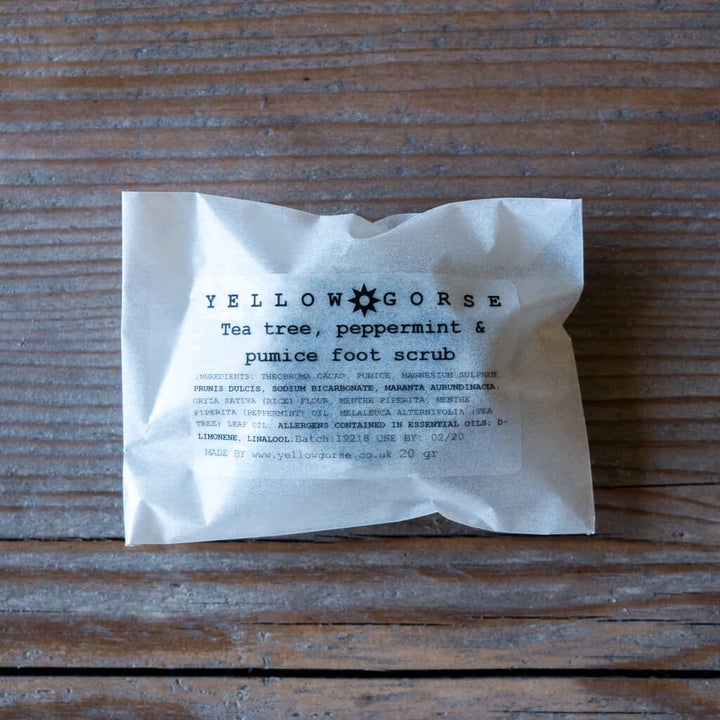 YELLOW GORSE
Tea tree, peppermint &
pumice foot scrub
INGREDIENTS: THEOBROMA CACAO, PUMICE, MAGNESIUM SULPHTE,
PRUNIS DULCIS, SODIUM BICARBONATE, MARANTA AURUNDINACEA,
ORYZA SATIVA (RICE) FLOUR, MENTHE PIPERITA, MENTHE
PIPERITA (PEPPERMINT) OIL, MELALEUCA ALTERNIFOLIA (TEA
TREE) LEAF OIL. ALLERGENS CONTAINED IN ESSENTIAL OILS: D-
LIMONENE, LINALOOL.Batch:19218 USE BY: 02/20
MADE BY www.yellowgorse.co.uk 20 gr